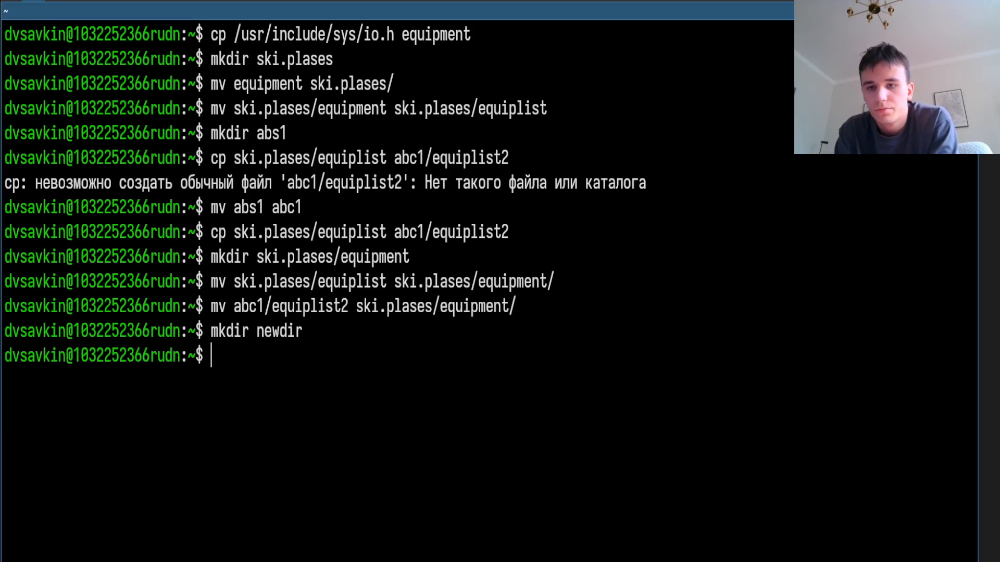 ~
dvsavkin@1032252366rudn:~$ cp /usr/include/sys/io.h equipment
dvsavkin@1032252366rudn:~$ mkdir ski.plases
dvsavkin@1032252366rudn:~$ mv equipment ski.plases/
dvsavkin@1032252366rudn:~$ mv ski.plases/equipment ski.plases/equiplist
dvsavkin@1032252366rudn:~$ mkdir abs1
dvsavkin@1032252366rudn:~$ cp ski.plases/equiplist abc1/equiplist2
cp: невозможно создать обычный файл 'abc1/equiplist2': Нет такого файла или каталога
dvsavkin@1032252366rudn:~$ mv abs1 abc1
dvsavkin@1032252366rudn:~$ cp ski.plases/equiplist abc1/equiplist2
dvsavkin@1032252366rudn:~$ mkdir ski.plases/equipment
dvsavkin@1032252366rudn:~$ mv ski.plases/equiplist ski.plases/equipment/
dvsavkin@1032252366rudn:~$ mv abc1/equiplist2 ski.plases/equipment/
dvsavkin@1032252366rudn:~$ mkdir newdir
dvsavkin@1032252366rudn:~$